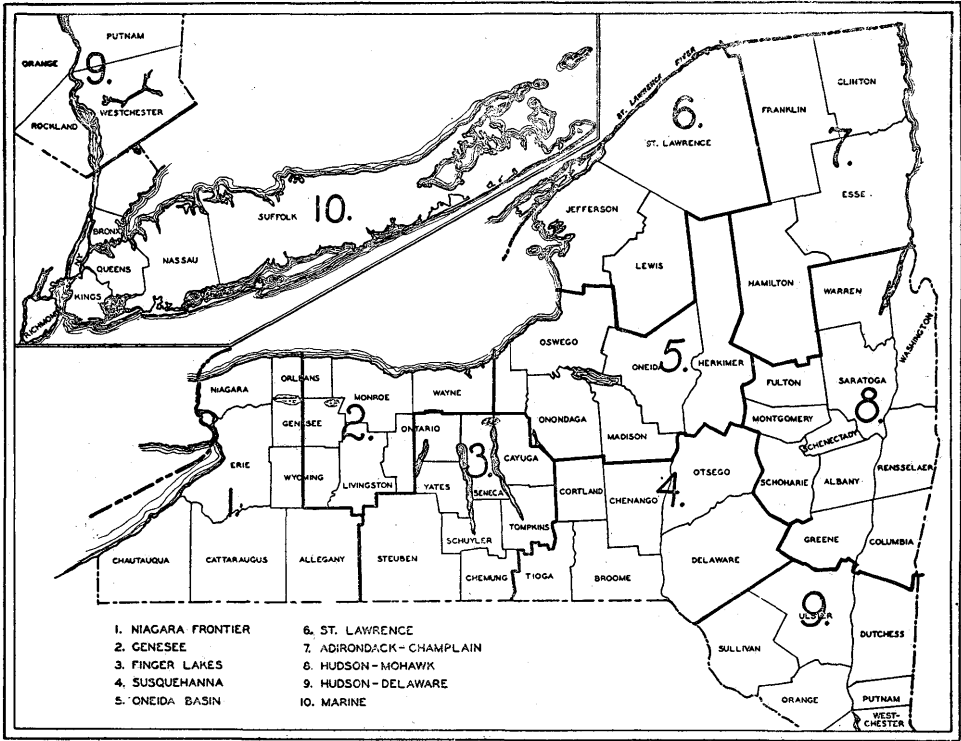 PUTNAM
ORANGE
9.
WESTCHESTER
ROCKLAND
SUFFOLK
10.
BRONX
NASSAU
QUEENS
N.Y.
KINGS
RICHMOND
ST. LAWRENCE RIVER
6.
ST. LAWRENCE
FRANKLIN
CLINTON
7.
ESSE
JEFFERSON
LEWIS
HAMILTON
WARREN
WASHINGTON
OSWEGO
ONEIDA
5.
HERKIMER
FULTON
SARATOGA
8.
NIAGARA
ORLEANS
MONROE
WAYNE
MONTGOMERY
SCHENECTADY
GENESEE
2.
ONTARIO
ONONDAGA
MADISON
3.
CAYUGA
OTSEGO
RENSSELAER
ERIE
WYOMING
LIVINGSTON
YATES
SENECA
CORTLAND
CHENANGO
4.
SCHOHARIE
ALBANY
TOMPKINS
SCHUYLER
GREENE
COLUMBIA
CHAUTAUQUA
CATTARAUGUS
ALLEGANY
STEUBEN
CHEMUNG
TIOGA
BROOME
DELAWARE
9.
ULSTER
DUTCHESS
SULLIVAN
ORANGE
PUTNAM
WEST-
CHESTER
1. NIAGARA FRONTIER
2. GENESEE
3. FINGER LAKES
4. SUSQUEHANNA
5. ONEIDA BASIN
6. ST. LAWRENCE
7. ADIRONDACK-CHAMPLAIN
8. HUDSON-MOHAWK
9. HUDSON-DELAWARE
10. MARINE